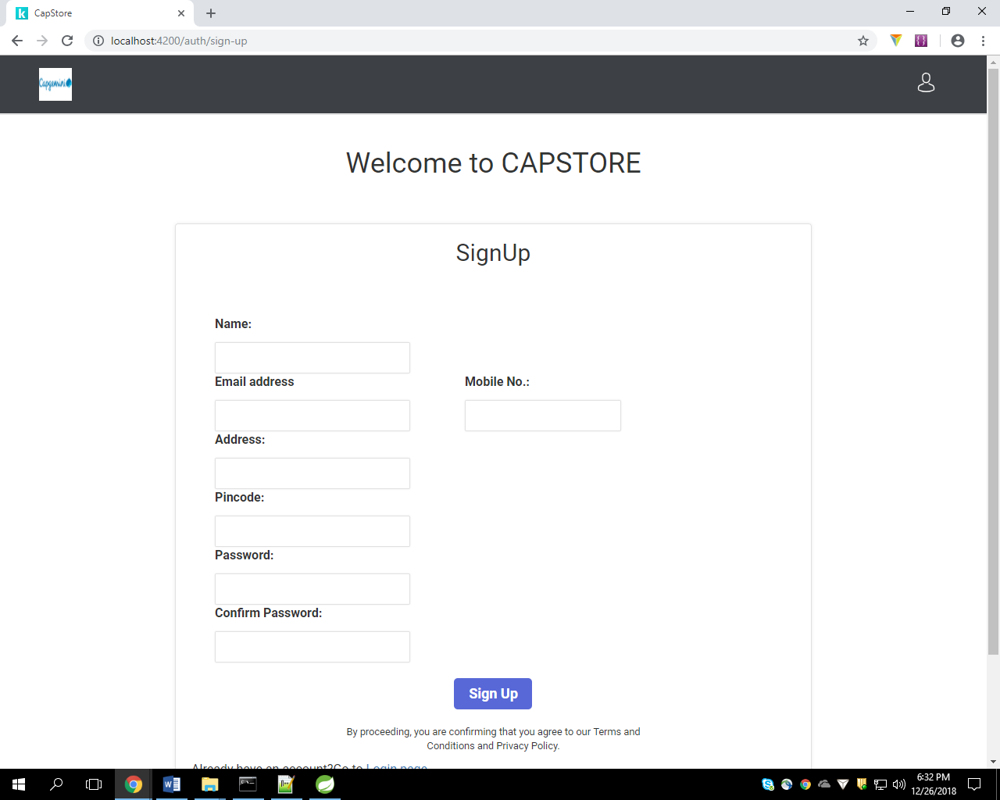 CapStore
localhost:4200/auth/sign-up
Capgemini
Welcome to CAPSTORE
SignUp
Name:
Email address
Mobile No.:
Address:
Pincode:
Password:
Confirm Password:
Sign Up
By proceeding, you are confirming that you agree to our Terms and
Conditions and Privacy Policy.
Already have an account?Go to Login page
6:32 PM
12/26/2018